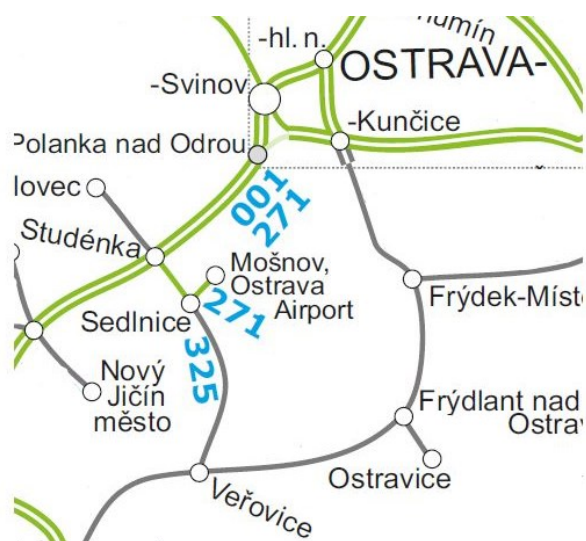 -hl. n.
OSTRAVA-
-Svinov
-Kunčice
Polanka nad Odrou
001
271
Studénka
Mošnov,
Ostrava
Airport
Sedlnice
271
Frýdek-Míst
325
Nový
Jičín
město
Frýdlant nad
Ostrav
Ostravice
Veřovice